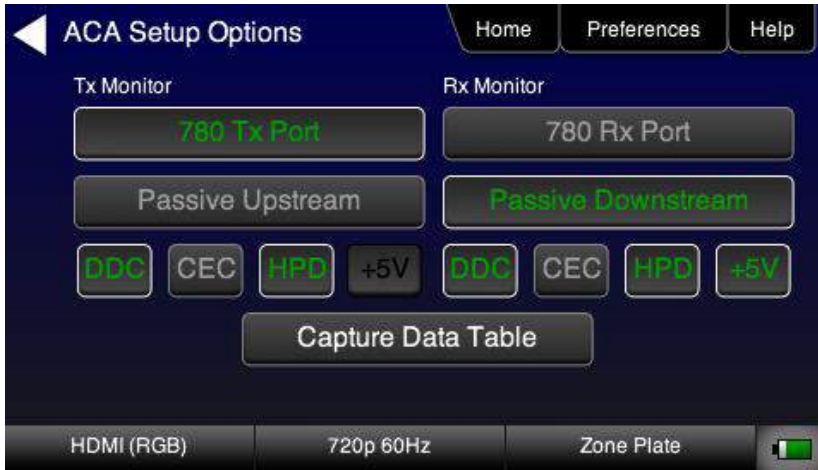 ACA Setup Options Home Preferences Help
Tx Monitor Rx Monitor
780 Tx Port 780 Rx Port
Passive Upstream Passive Downstream
DDC CEC HPD +5V DDC CEC HPD +5V
Capture Data Table
HDMI (RGB) 720p 60Hz Zone Plate